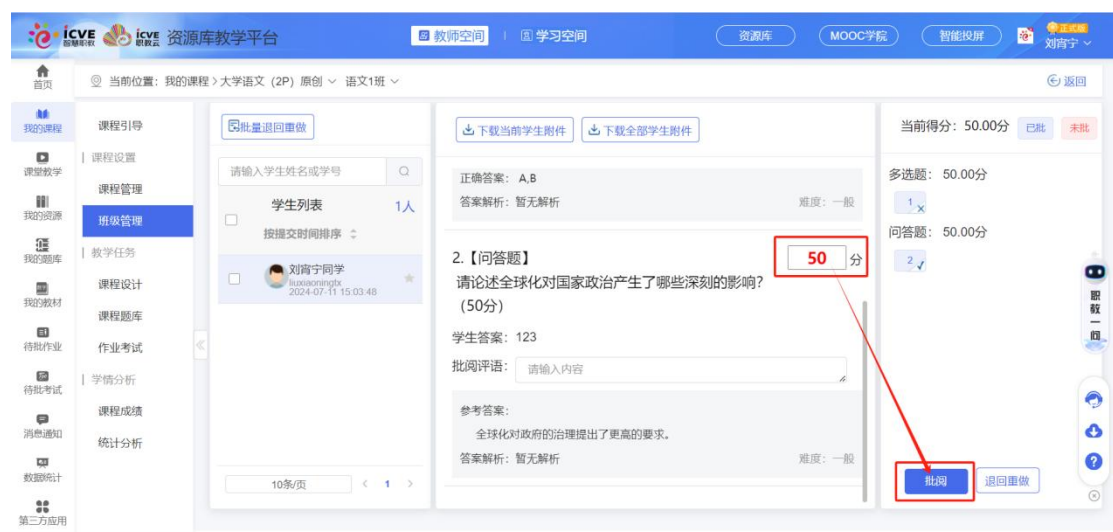 icve 智慧职教 icve 职教云 资源库教学平台
教师空间 学习空间
资源库 MOOC学院 智能投屏
正式版
刘宵宁
首页
当前位置：我的课程 > 大学语文（2P）原创 语文1班
返回
我的课程
课堂教学
我的资源
我的题库
我的教材
待批作业
待批考试
消息通知
数据统计
第三方应用
课程引导
课程设置
课程管理
班级管理
教学任务
课程设计
课程题库
作业考试
学情分析
课程成绩
统计分析
批量退回重做
请输入学生姓名或学号
学生列表 1人
按提交时间排序
刘宵宁同学
liuxiaoningtx
2024-07-11 15:03:48
10条/页 < 1 >
下载当前学生附件 下载全部学生附件
正确答案： A,B
答案解析：暂无解析 难度：一般
2.【问答题】 50 分
请论述全球化对国家政治产生了哪些深刻的影响?
（50分）
学生答案：123
批阅评语： 请输入内容
参考答案：
全球化对政府的治理提出了更高的要求。
答案解析：暂无解析 难度：一般
当前得分：50.00分 已批 未批
多选题： 50.00分
1
问答题： 50.00分
2
批阅 退回重做
职教一问